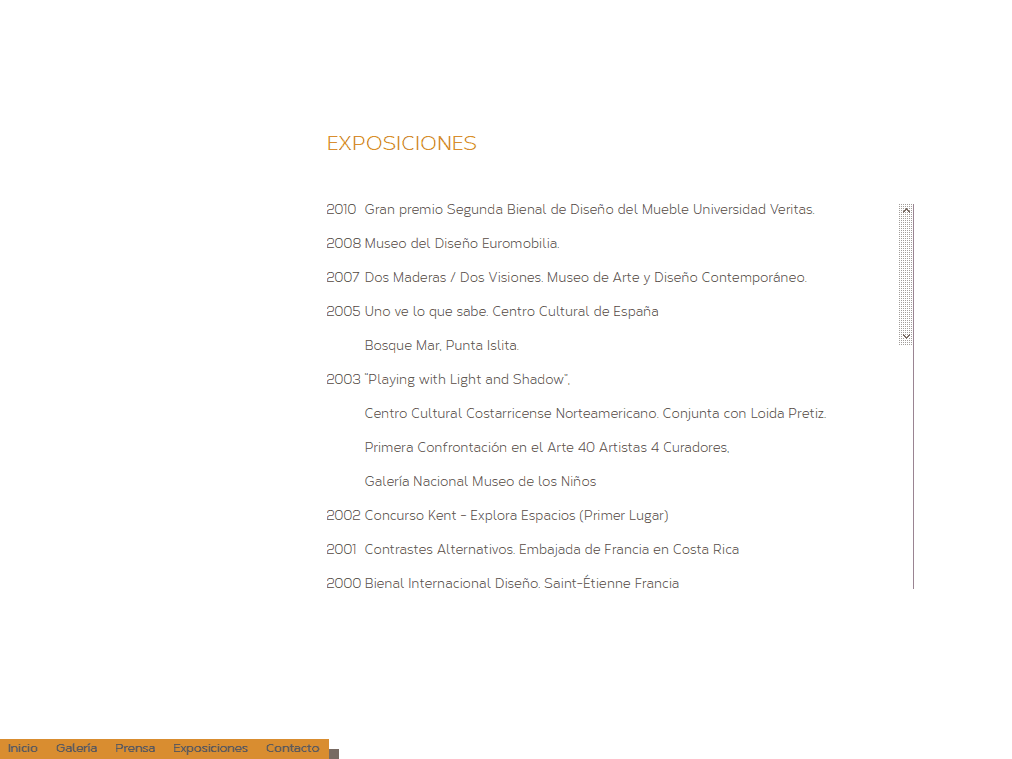 EXPOSICIONES
2010 Gran premio Segunda Bienal de Diseño del Mueble Universidad Veritas.
2008 Museo del Diseño Euromobilia.
2007 Dos Maderas / Dos Visiones. Museo de Arte y Diseño Contemporáneo.
2005 Uno ve lo que sabe. Centro Cultural de España
Bosque Mar, Punta Islita.
2003 "Playing with Light and Shadow",
Centro Cultural Costarricense Norteamericano. Conjunta con Loida Pretiz.
Primera Confrontación en el Arte 40 Artistas 4 Curadores,
Galería Nacional Museo de los Niños
2002 Concurso Kent - Explora Espacios (Primer Lugar)
2001 Contrastes Alternativos. Embajada de Francia en Costa Rica
2000 Bienal Internacional Diseño. Saint-Étienne Francia
Inicio Galería Prensa Exposiciones Contacto